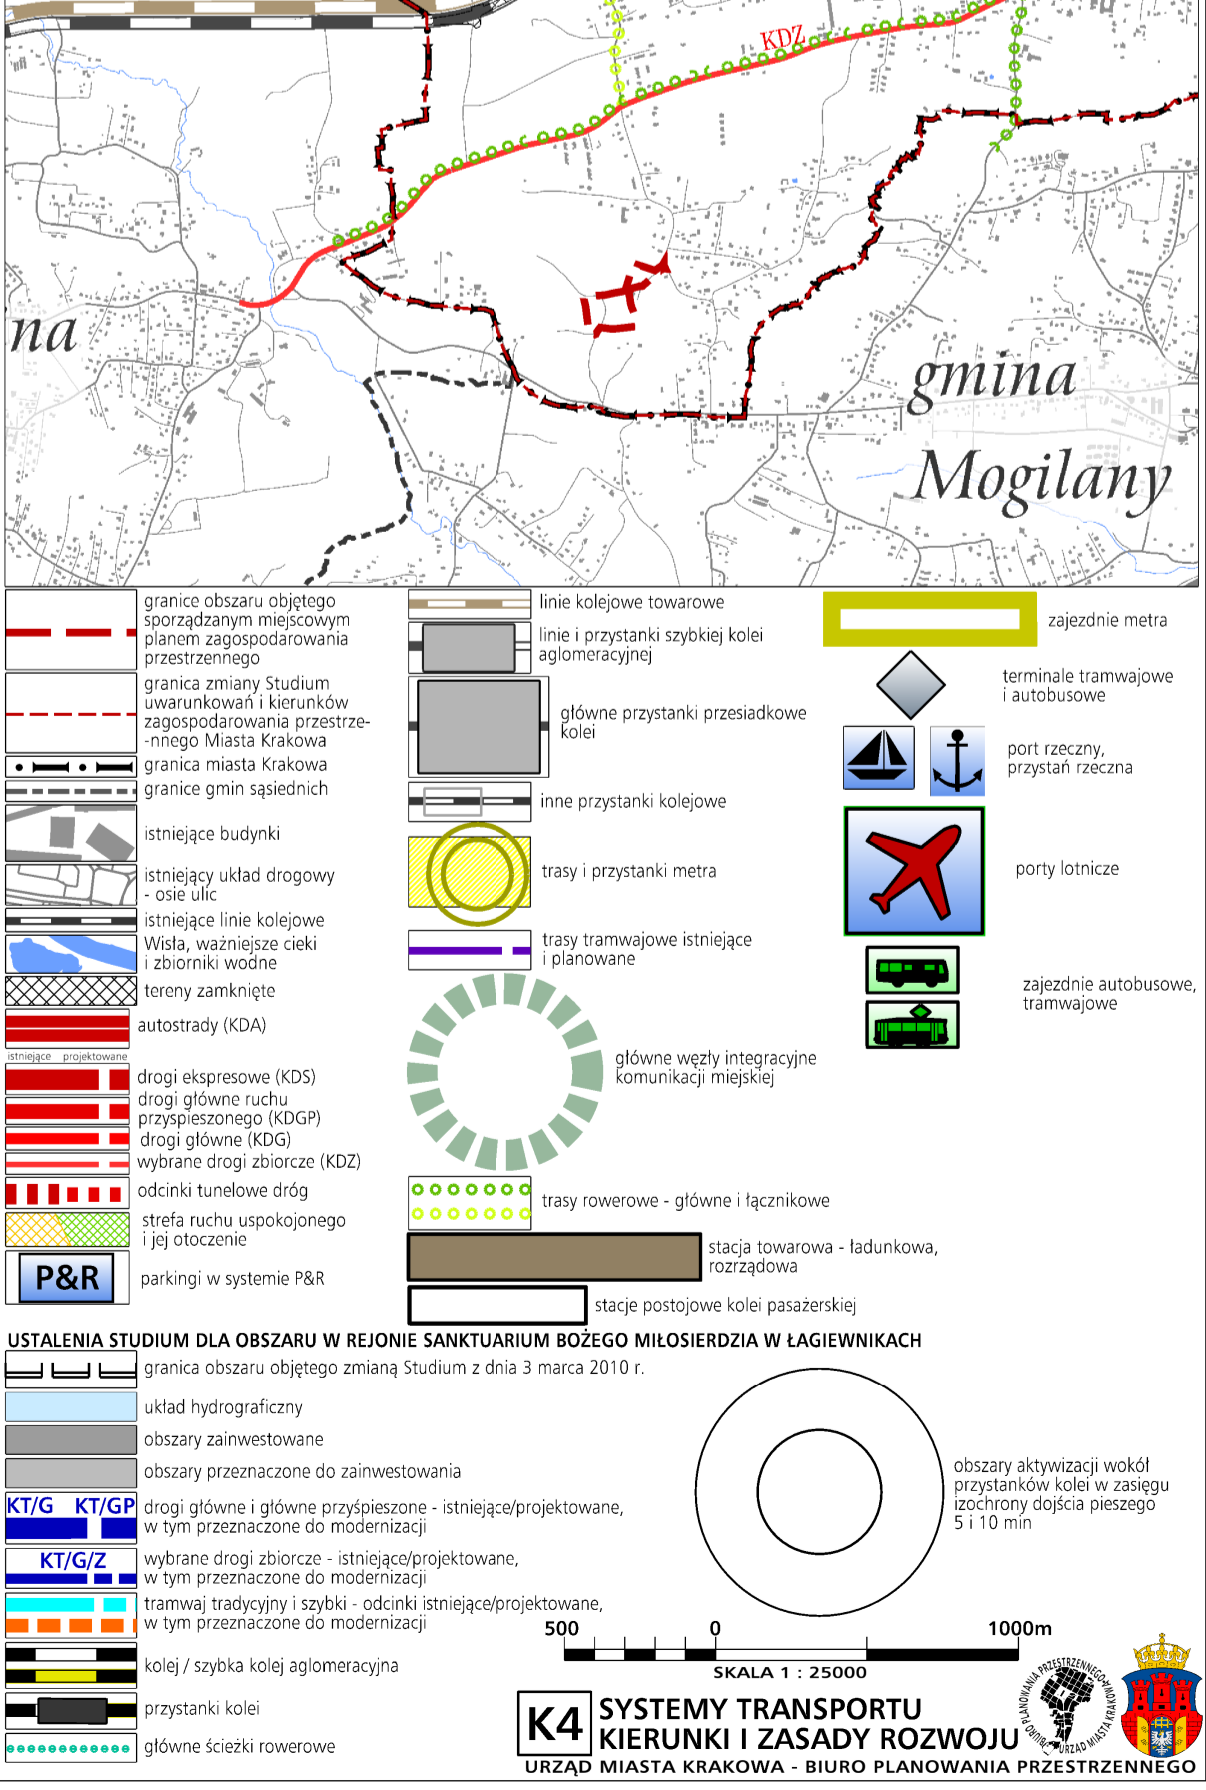 KDZ
na
gmina
Mogilany
granice obszaru objętego
sporządzanym miejscowym
planem zagospodarowania
przestrzennego
granica zmiany Studium
uwarunkowań i kierunków
zagospodarowania przestrze-
-nnego Miasta Krakowa
granica miasta Krakowa
granice gmin sąsiednich
istniejące budynki
istniejący układ drogowy
- osie ulic
istniejące linie kolejowe
Wisła, ważniejsze cieki
i zbiorniki wodne
tereny zamknięte
autostrady (KDA)
istniejące projektowane
drogi ekspresowe (KDS)
drogi główne ruchu
przyspieszonego (KDGP)
drogi główne (KDG)
wybrane drogi zbiorcze (KDZ)
odcinki tunelowe dróg
strefa ruchu uspokojonego
i jej otoczenie
P&R
parkingi w systemie P&R
linie kolejowe towarowe
linie i przystanki szybkiej kolei
aglomeracyjnej
główne przystanki przesiadkowe
kolei
inne przystanki kolejowe
trasy i przystanki metra
trasy tramwajowe istniejące
i planowane
główne węzły integracyjne
komunikacji miejskiej
trasy rowerowe - główne i łącznikowe
stacja towarowa - ładunkowa,
rozrządowa
stacje postojowe kolei pasażerskiej
zajezdnie metra
terminale tramwajowe
i autobusowe
port rzeczny,
przystań rzeczna
porty lotnicze
zajezdnie autobusowe,
tramwajowe
USTALENIA STUDIUM DLA OBSZARU W REJONIE SANKTUARIUM BOŻEGO MIŁOSIERDZIA W ŁAGIEWNIKACH
granica obszaru objętego zmianą Studium z dnia 3 marca 2010 r.
układ hydrograficzny
obszary zainwestowane
obszary przeznaczone do zainwestowania
KT/G KT/GP
drogi główne i główne przyśpieszone - istniejące/projektowane,
w tym przeznaczone do modernizacji
KT/G/Z
wybrane drogi zbiorcze - istniejące/projektowane,
w tym przeznaczone do modernizacji
tramwaj tradycyjny i szybki - odcinki istniejące/projektowane,
w tym przeznaczone do modernizacji
kolej / szybka kolej aglomeracyjna
przystanki kolei
główne ścieżki rowerowe
obszary aktywizacji wokół
przystanków kolei w zasięgu
izochrony dojścia pieszego
5 i 10 min
500 0 1000m
SKALA 1 : 25000
K4
SYSTEMY TRANSPORTU
KIERUNKI I ZASADY ROZWOJU
BIURO PLANOWANIA PRZESTRZENNEGO
URZĄD MIASTA KRAKOWA
URZĄD MIASTA KRAKOWA - BIURO PLANOWANIA PRZESTRZENNEGO